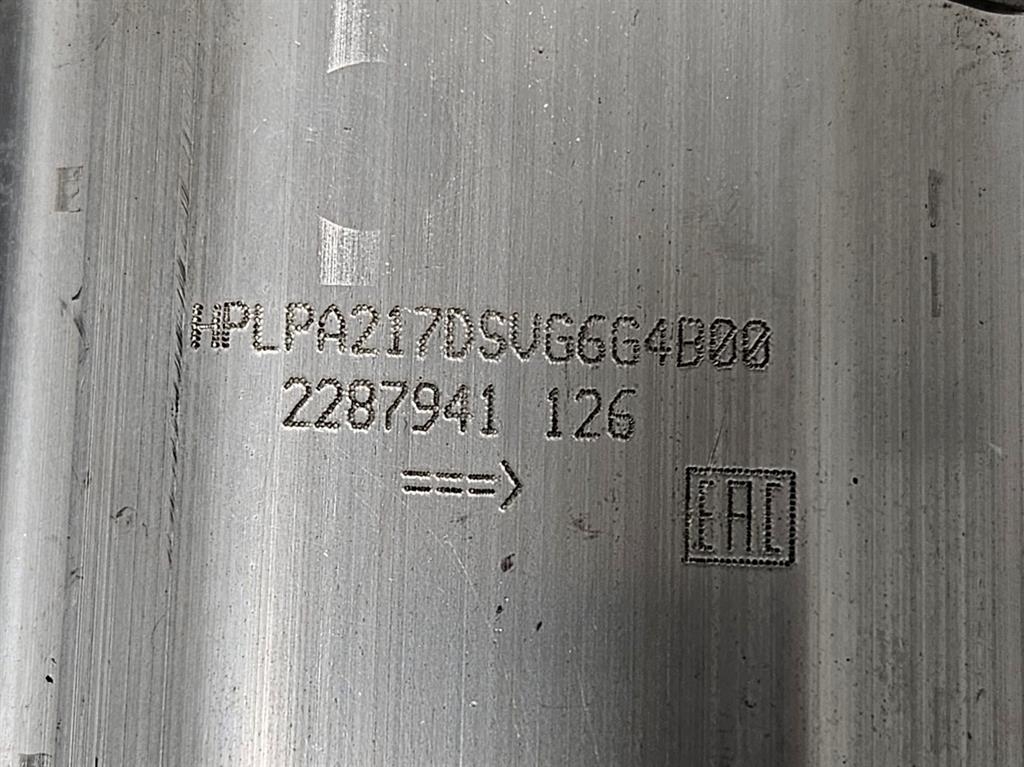 HPLPA217DSVG6G4B00
2287941 126
===>
EAC